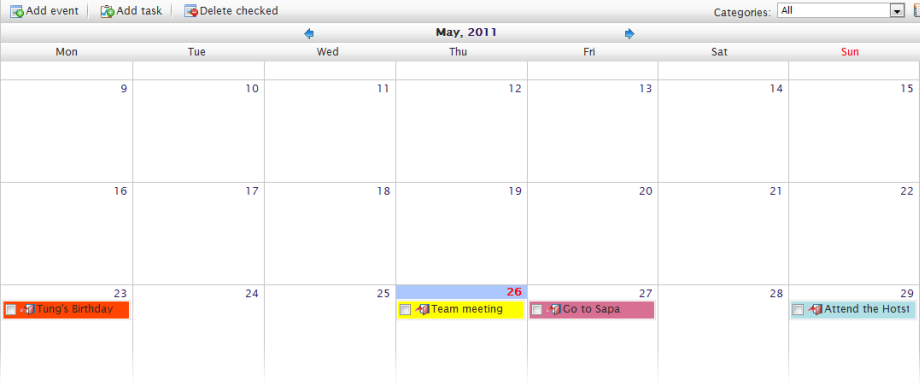 Add event Add task Delete checked Categories: All
May, 2011
Mon Tue Wed Thu Fri Sat Sun
9 10 11 12 13 14 15
16 17 18 19 20 21 22
23 24 25 26 27 28 29
Tung's Birthday Team meeting Go to Sapa Attend the Hotst